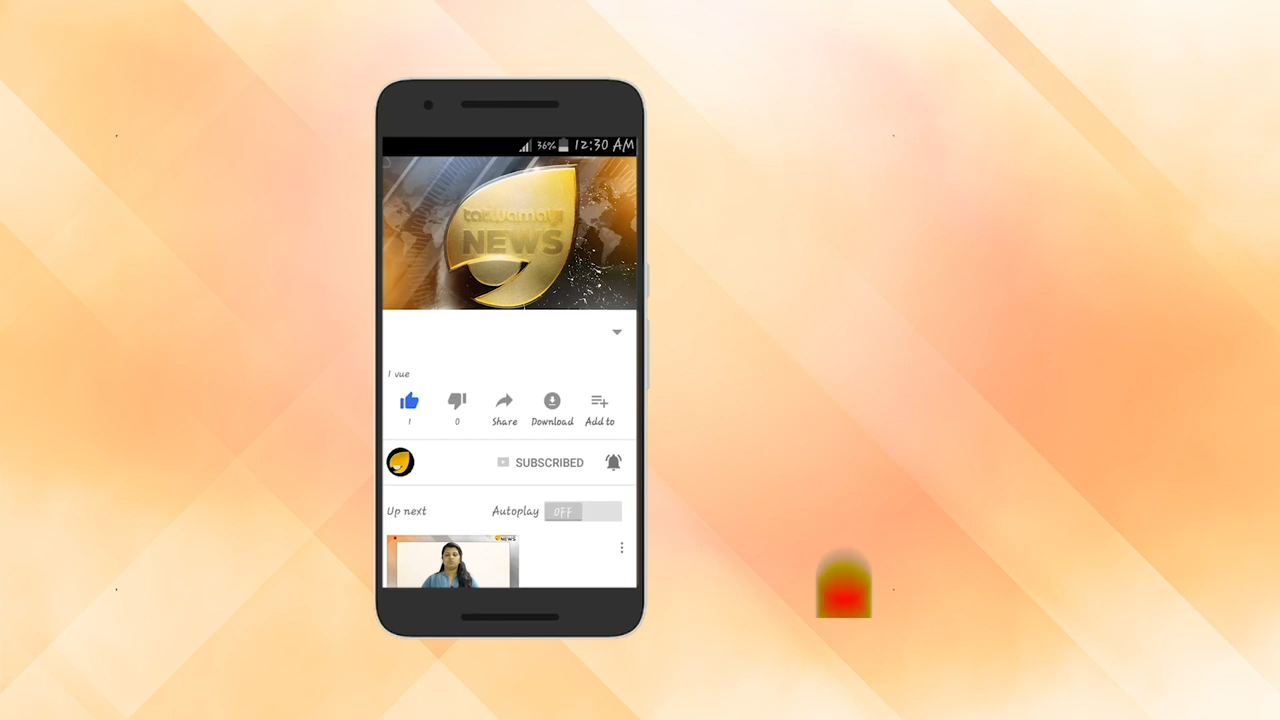 36% 12:30 AM
tatwamayi
NEWS
1 vue
1 0 Share Download Add to
SUBSCRIBED
Up next Autoplay OFF
NEWS